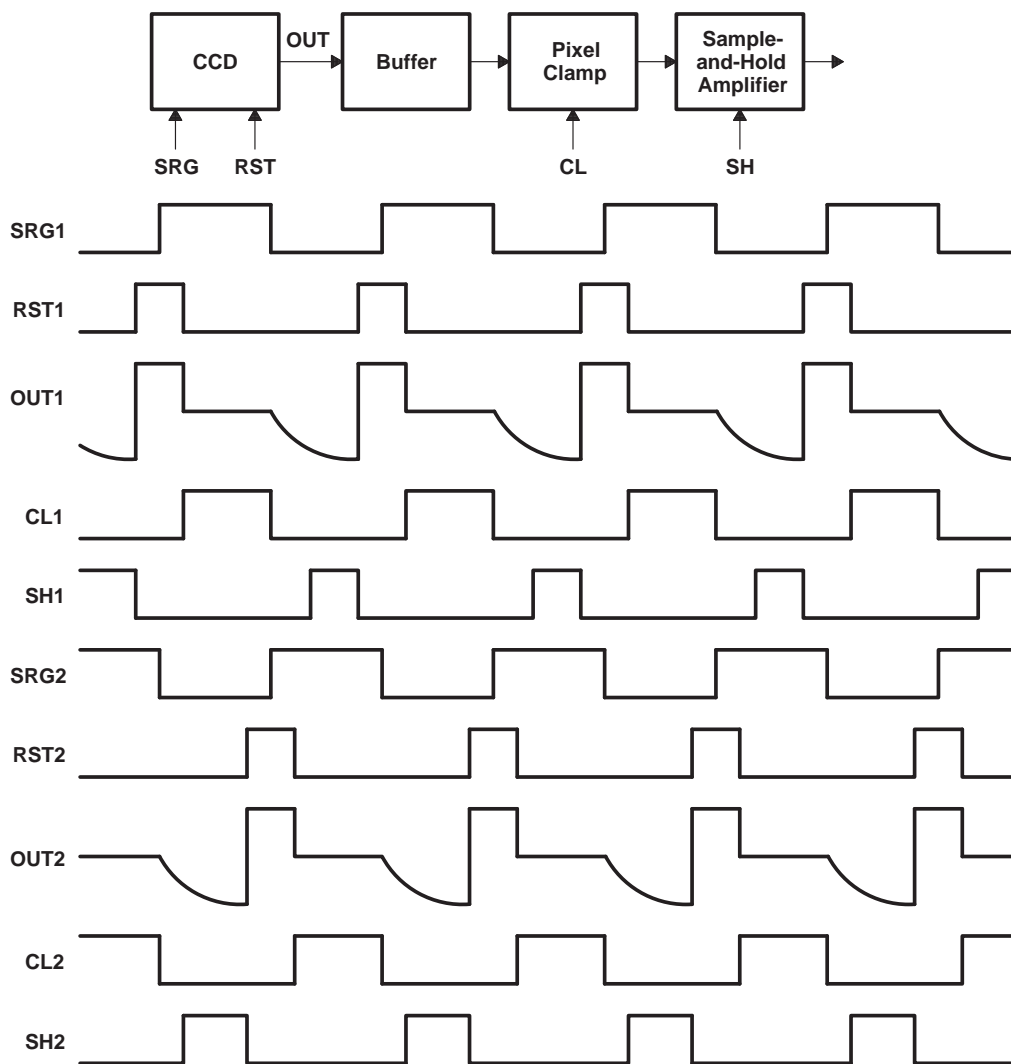 CCD
OUT
Buffer
Pixel
Clamp
Sample-
and-Hold
Amplifier
SRG
RST
CL
SH
SRG1
RST1
OUT1
CL1
SH1
SRG2
RST2
OUT2
CL2
SH2